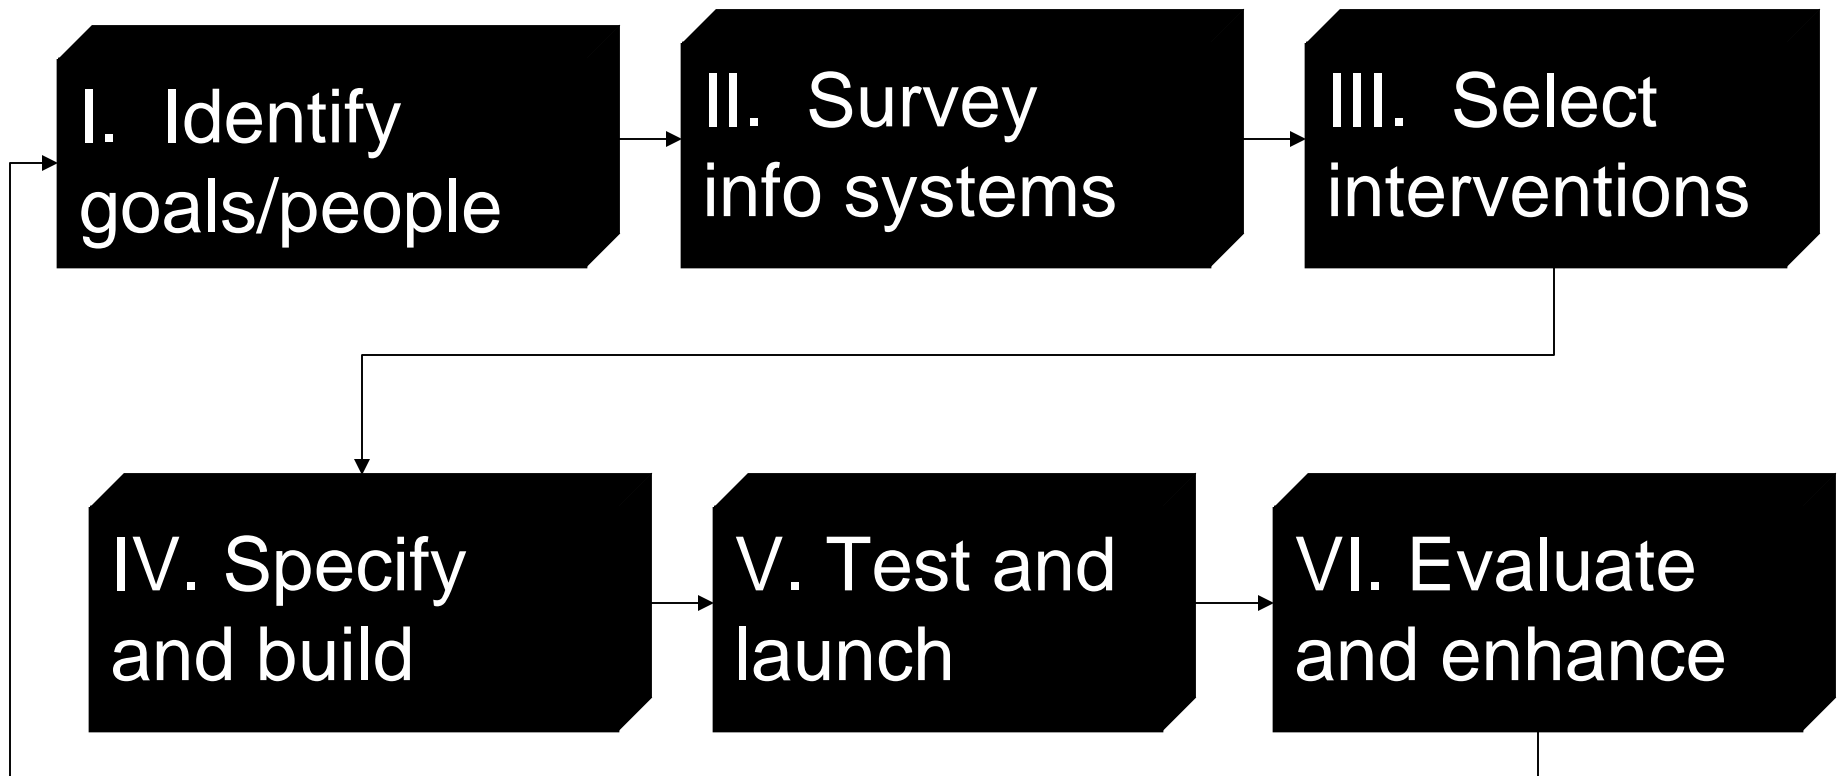 I.  Identify
goals/people
II.  Survey
info systems
III.  Select
interventions
IV. Specify
and build
V. Test and
launch
VI. Evaluate
and enhance